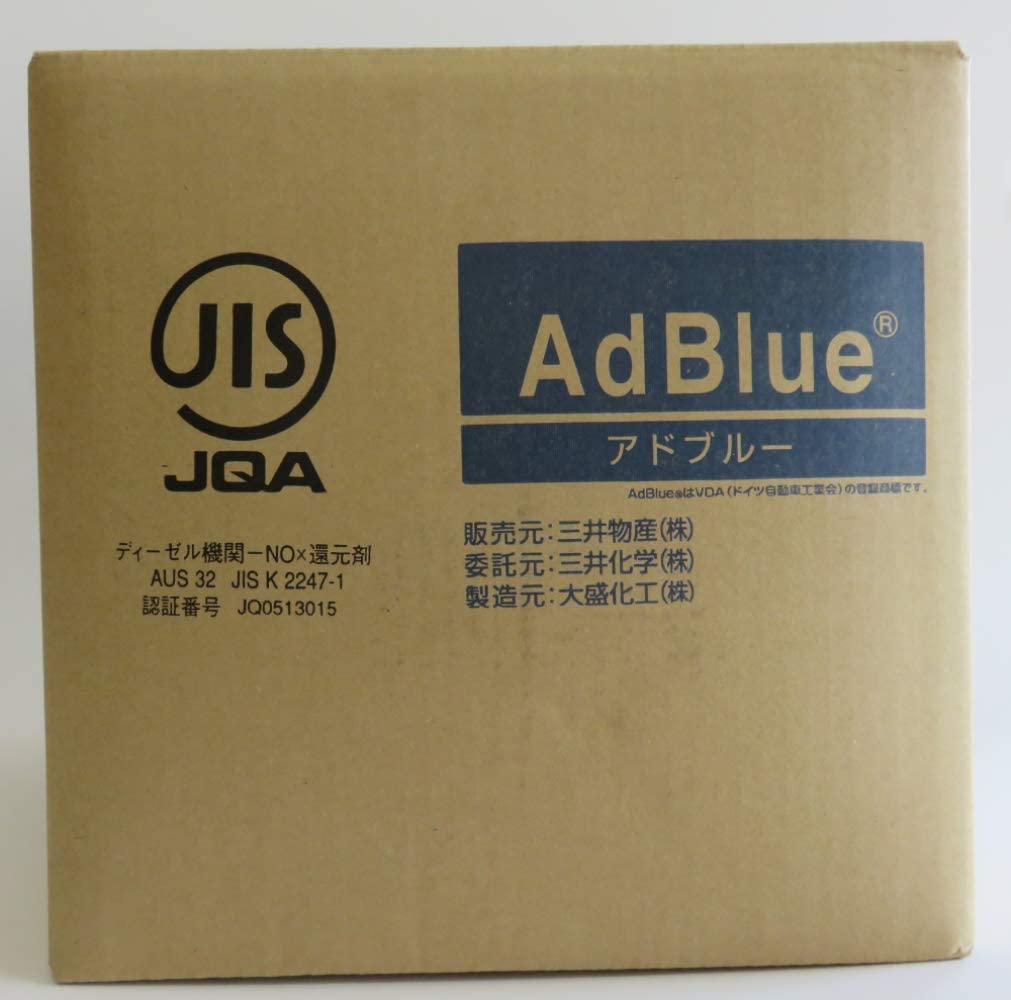 JIS
JQA
ディーゼル機関-NOx還元剤
AUS 32 JIS K 2247-1
認証番号 JQ0513015
AdBlue®
アドブルー
AdBlue®はVDA(ドイツ自動車工業会)の登録商標です。
販売元:三井物産(株)
委託元:三井化学(株)
製造元:大盛化工(株)